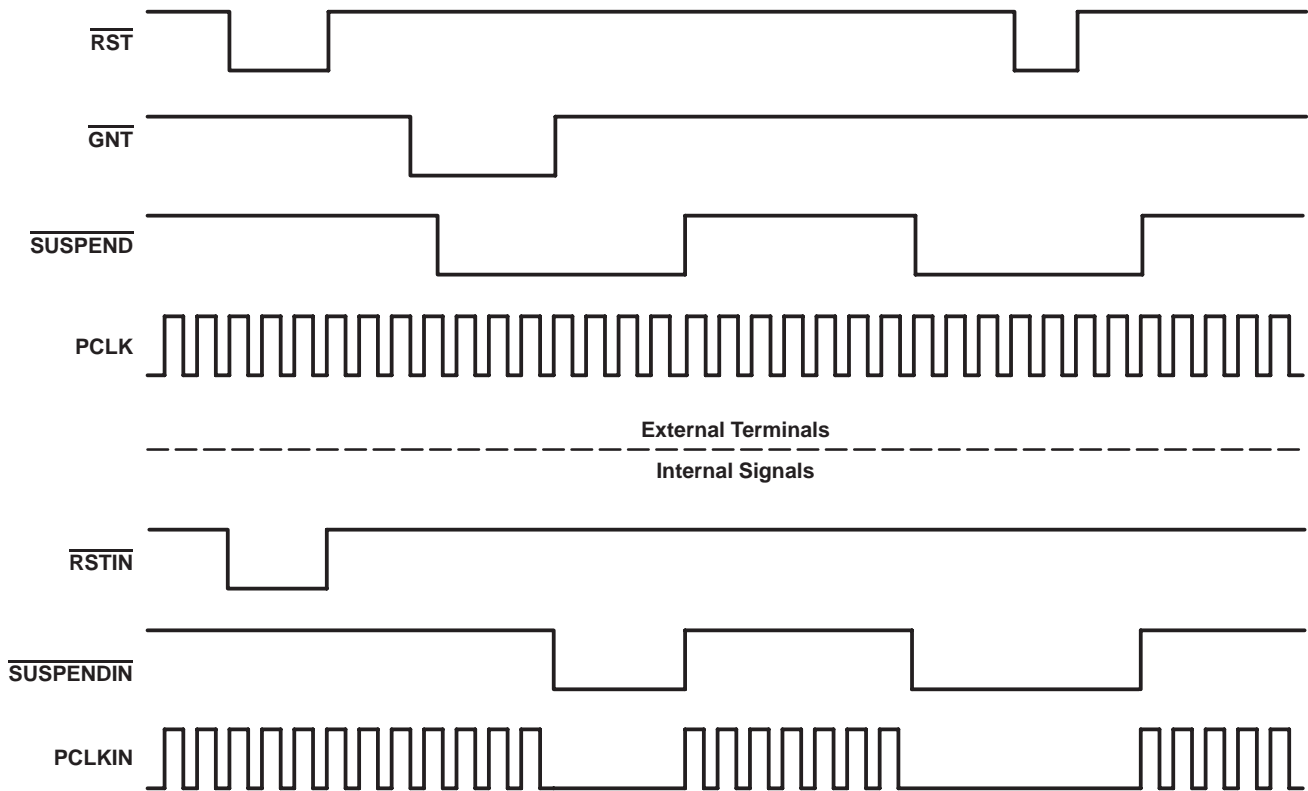 RST
GNT
SUSPEND
PCLK
External Terminals
Internal Signals
RSTIN
SUSPENDIN
PCLKIN